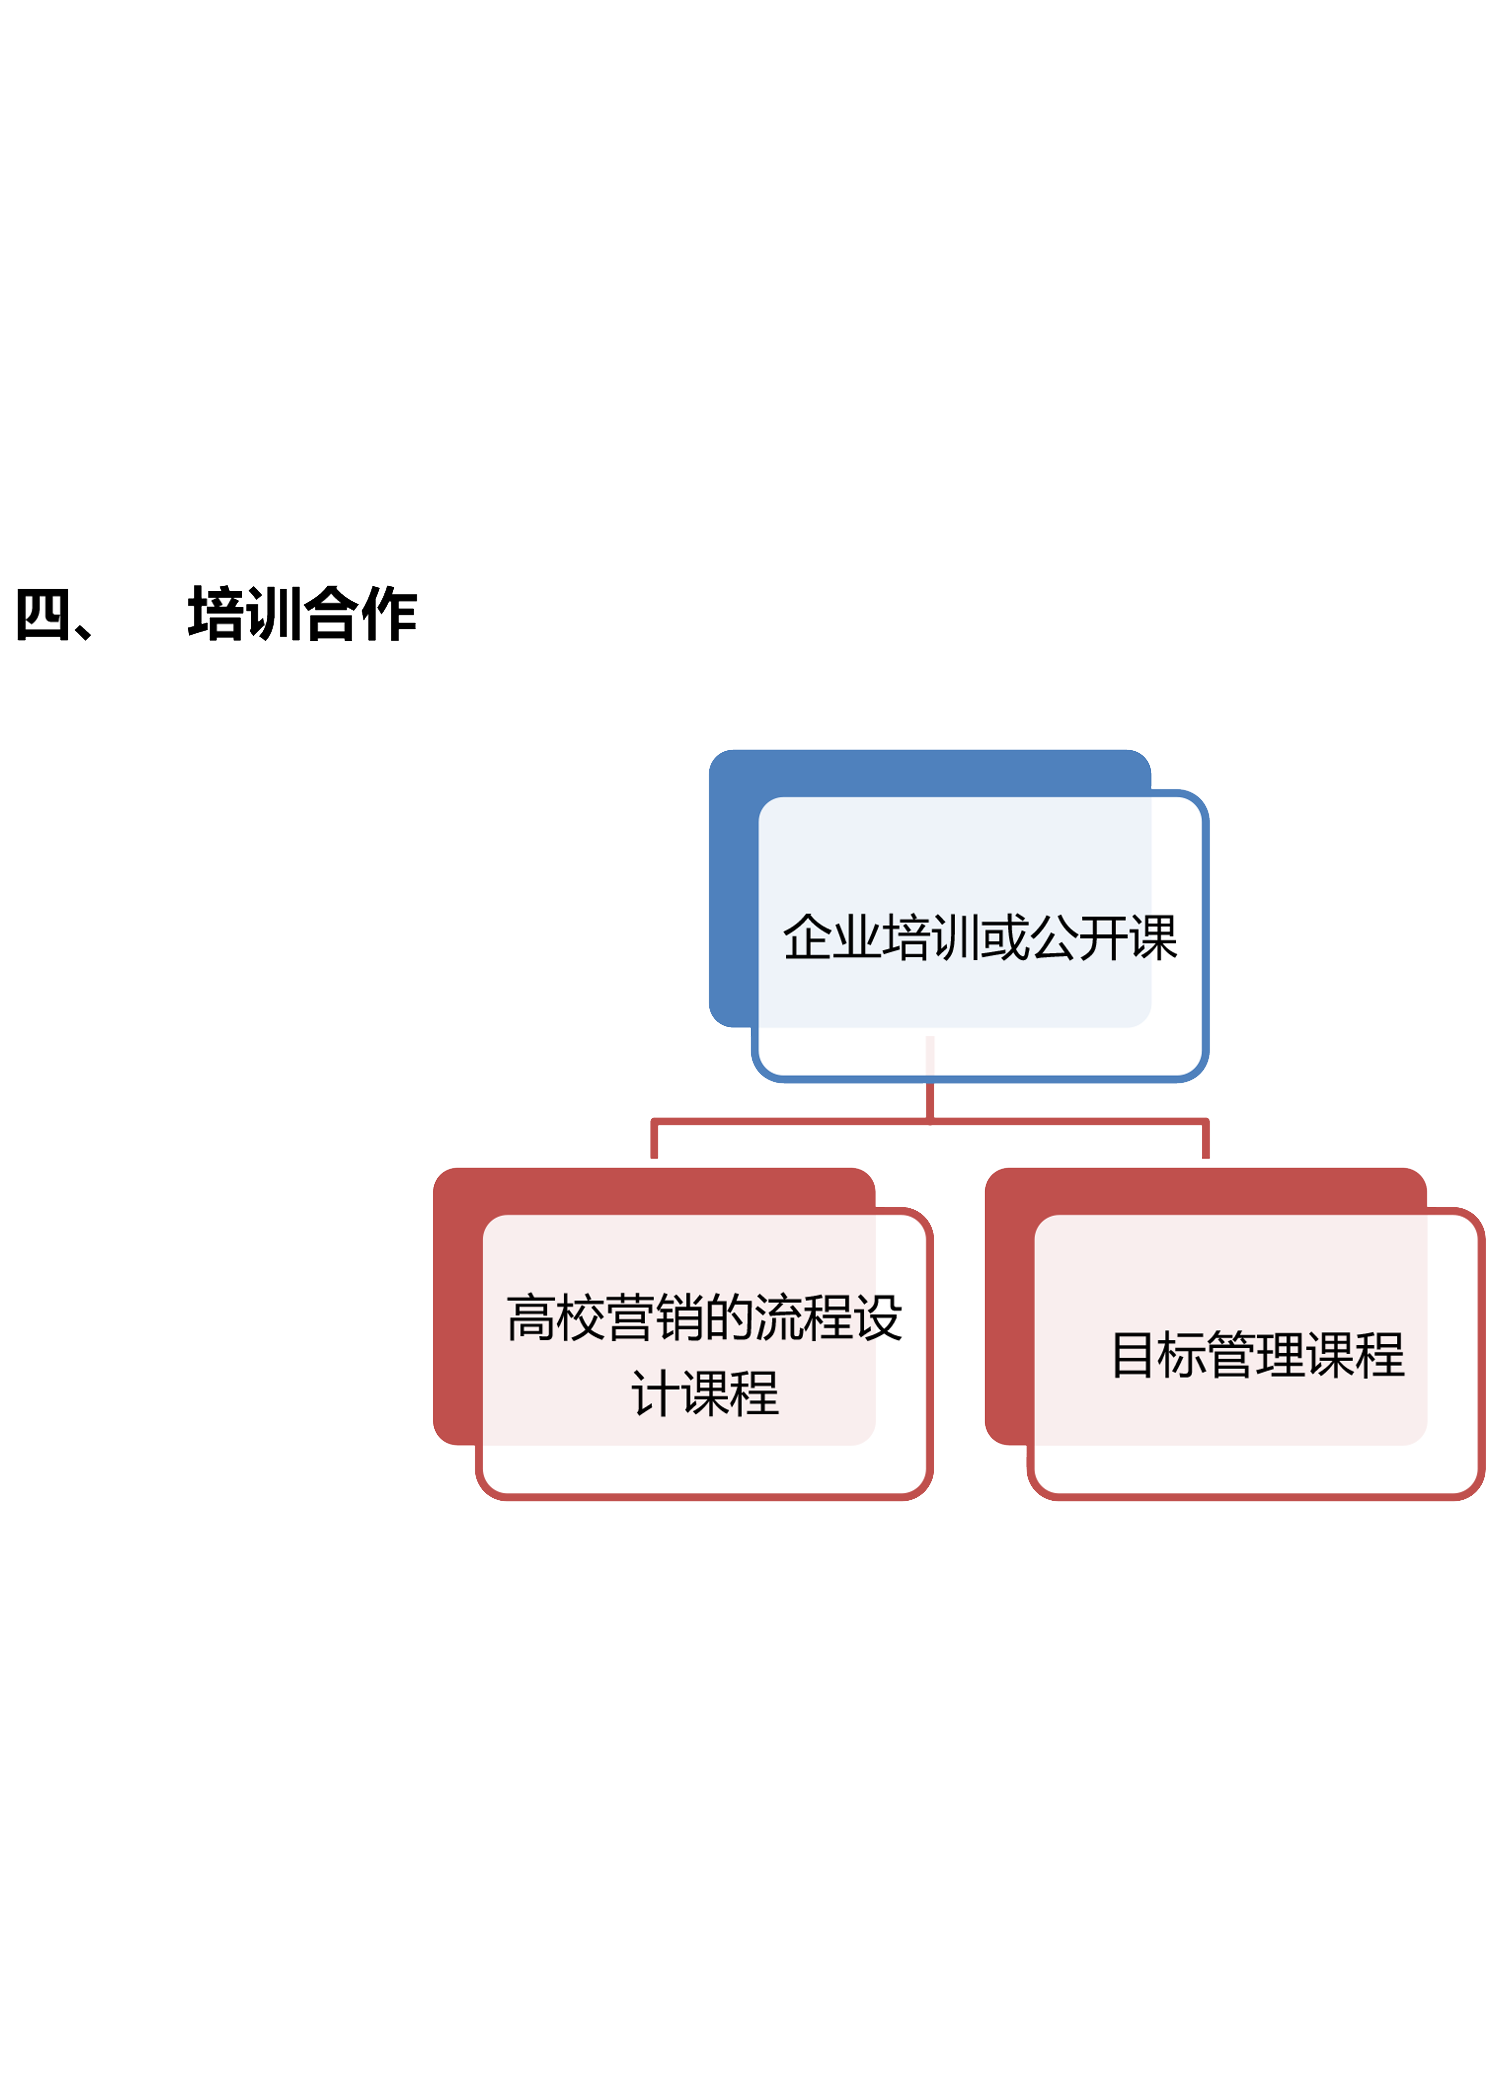 四、 培训合作
企业培训或公开课
高校营销的流程设
计课程
目标管理课程